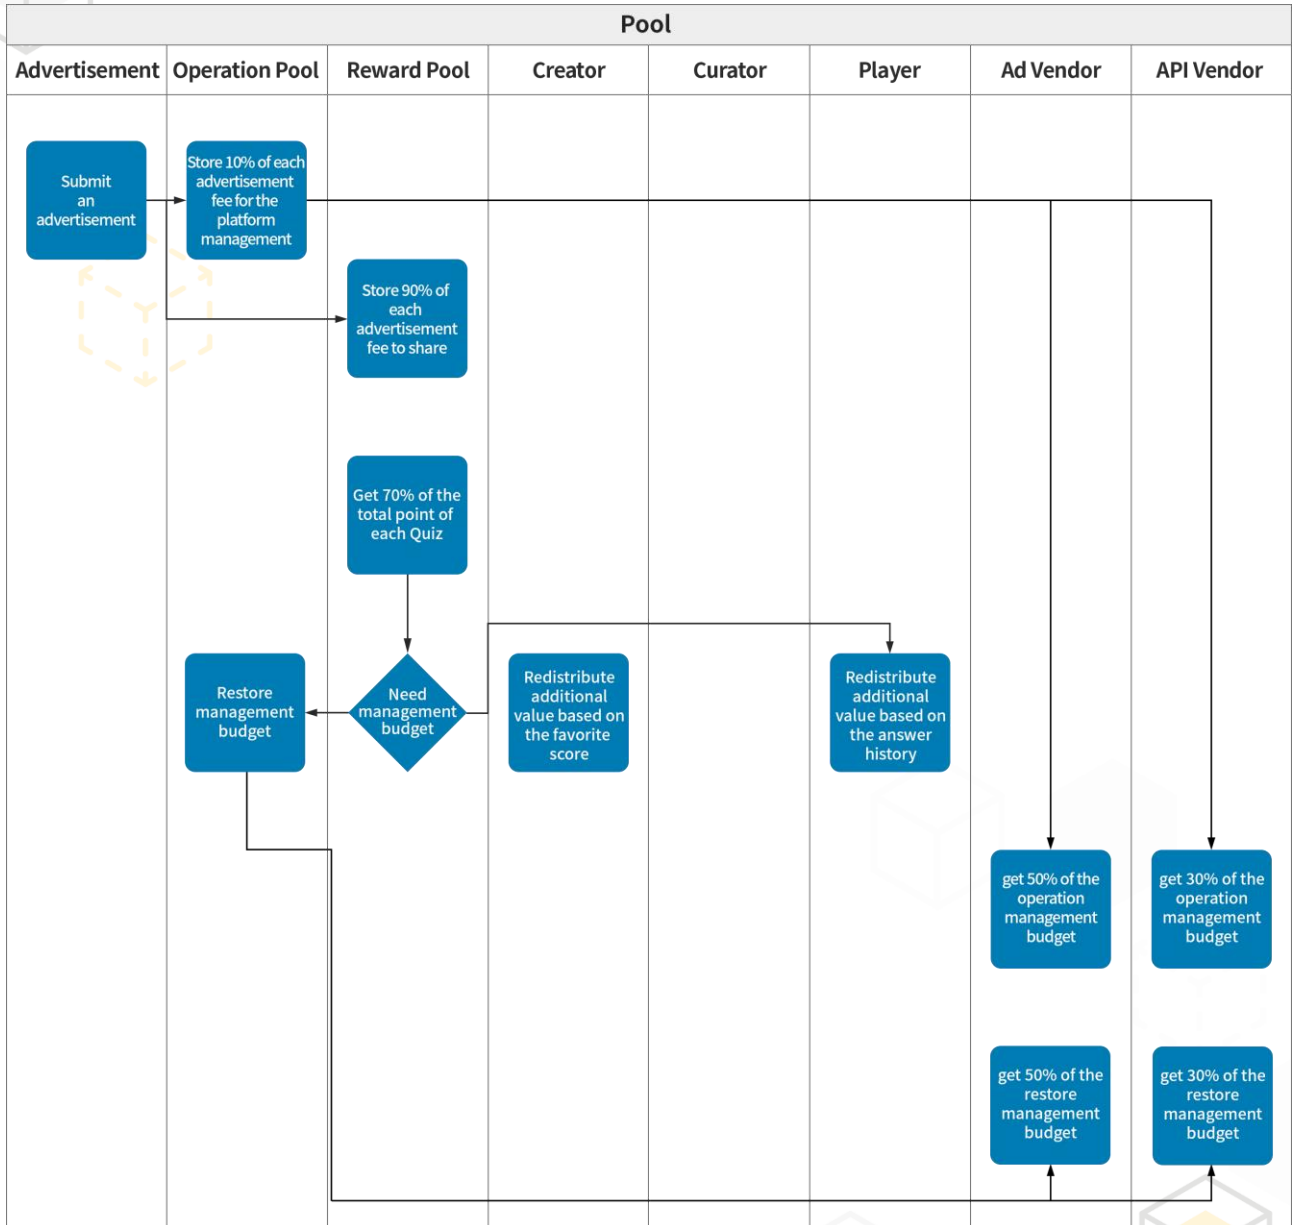 Pool
Advertisement
Operation Pool
Reward Pool
Creator
Curator
Player
Ad Vendor
API Vendor
Submit
an
advertisement
Store 10% of each
advertisement
fee for the
platform
management
Store 90% of
each
advertisement
fee to share
Get 70% of the
total point of
each Quiz
Restore
management
budget
Need
management
budget
Redistribute
additional
value based on
the favorite
score
Redistribute
additional
value based on
the answer
history
get 50% of the
operation
management
budget
get 30% of the
operation
management
budget
get 50% of the
restore
management
budget
get 30% of the
restore
management
budget